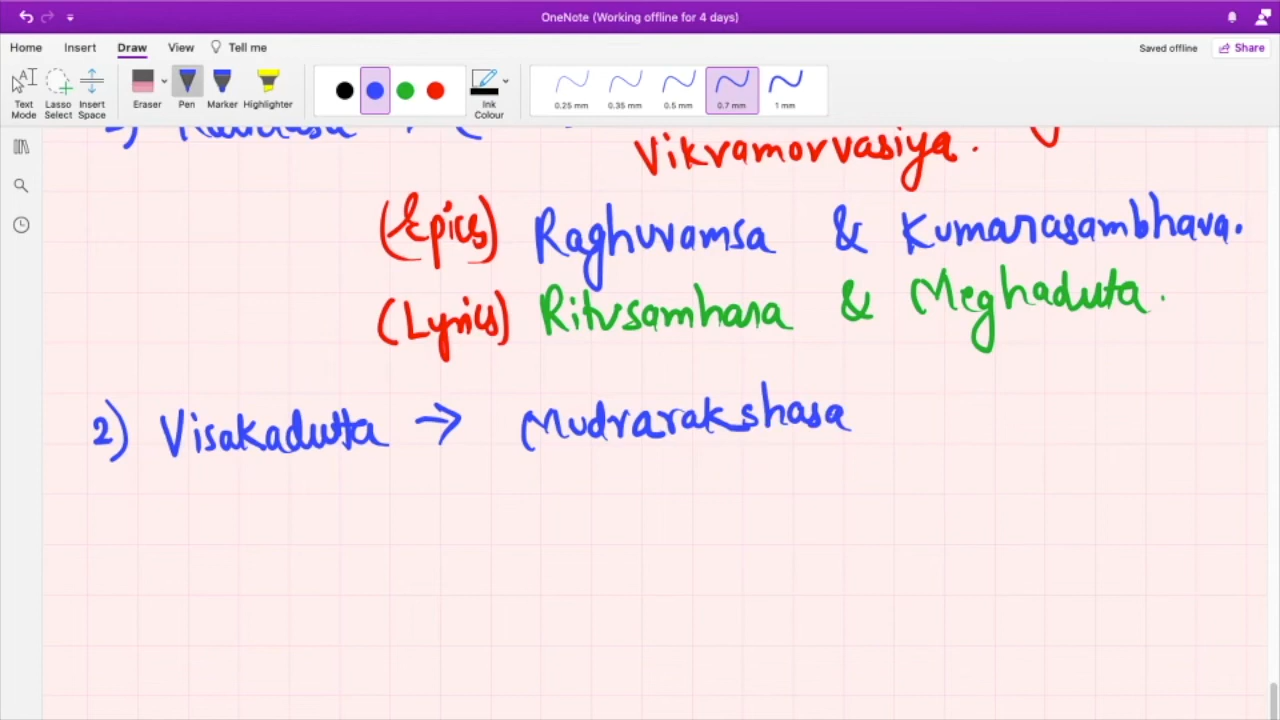 OneNote (Working offline for 4 days)
Home Insert Draw View Tell me Saved offline Share
Text Mode Lasso Select Insert Space Eraser Pen Marker Highlighter Ink Colour 0.25 mm 0.35 mm 0.5 mm 0.7 mm 1 mm
Vikramorvasiya.
(Epics) Raghuvamsa & Kumarasambhava.
(Lyrics) Ritusamhara & Meghaduta.
2) Visakadutta → Mudrarakshasa